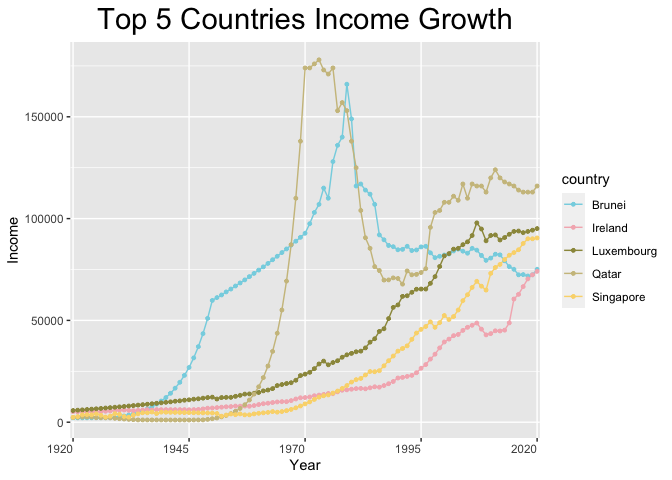 Top 5 Countries Income Growth
150000
100000
50000
0
Income
1920 1945 1970 1995 2020
Year
country
Brunei
Ireland
Luxembourg
Qatar
Singapore